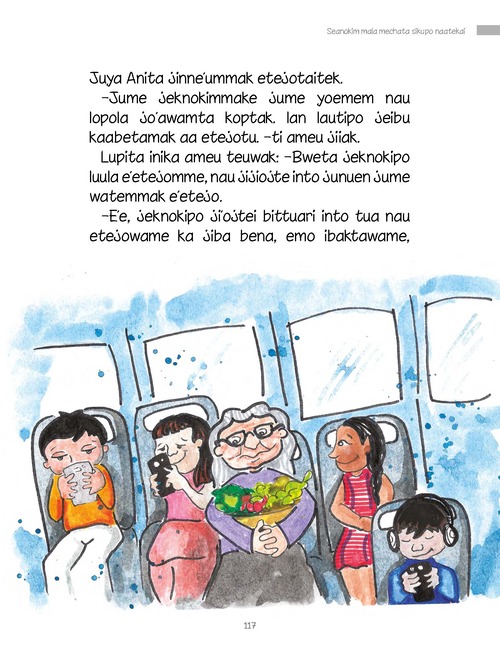 Seanokim mala mechata sikupo naatekai
Juya Anita jinne'ummak etejotaitek.
–Jume jeknokimmake jume yoemem nau
lopola jo'awamta koptak. Ian lautipo jeibu
kaabetamak aa etejotu. –ti ameu jiiak.
Lupita inika ameu teuwak: –Bweta jeknokipo
luula e'etejomme, nau jijiojte into junuen jume
watemmak e'etejo.
–E'e, jeknokipo ji'ojtei bittuari into tua nau
etejowame ka jiba bena, emo ibaktawame,
117